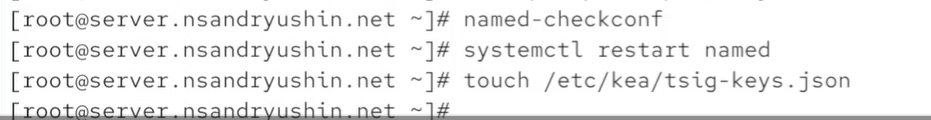 [root@server.nsandryushin.net ~]# named-checkconf
[root@server.nsandryushin.net ~]# systemctl restart named
[root@server.nsandryushin.net ~]# touch /etc/kea/tsig-keys.json
[root@server.nsandryushin.net ~]#